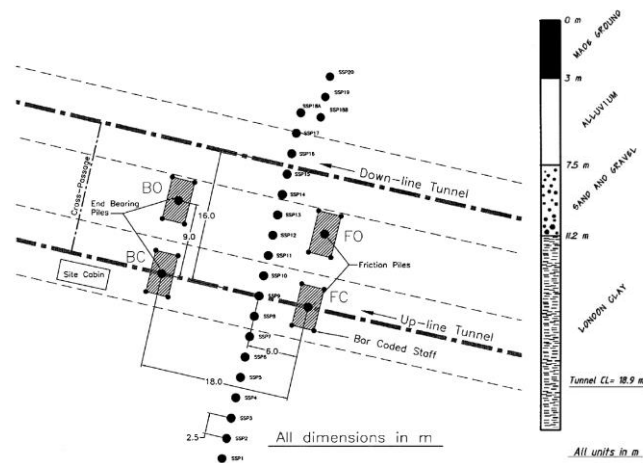 SSP20
SSP19
SSP18A
SSP18B
SSP17
SSP16
SSP15
SSP14
SSP13
SSP12
SSP11
SSP10
SSP9
SSP8
SSP7
SSP6
SSP5
SSP4
SSP3
SSP2
SSP1
Down-line Tunnel
Up-line Tunnel
Cross-Passage
End Bearing
Piles
BO
BC
FO
FC
16.0
9.0
6.0
18.0
2.5
Site Cabin
Friction Piles
Bar Coded Staff
All dimensions in m
0 m
MADE GROUND
3 m
ALLUVIUM
7.5 m
SAND AND GRAVEL
11.2 m
LONDON CLAY
Tunnel CL= 18.9 m
All units in m.